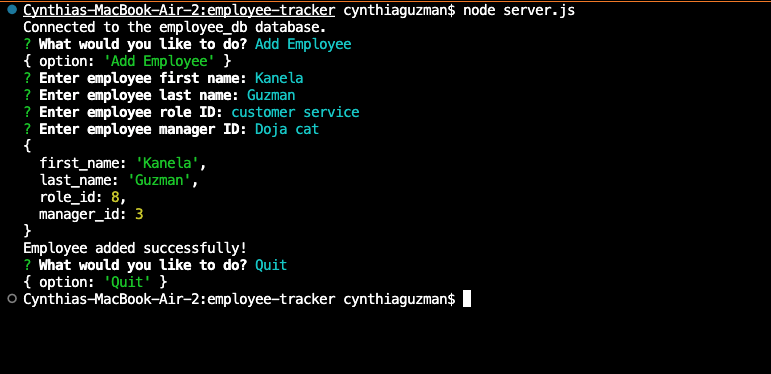 Cynthias-MacBook-Air-2:employee-tracker cynthiaguzman$ node server.js
Connected to the employee_db database.
? What would you like to do? Add Employee
{ option: 'Add Employee' }
? Enter employee first name: Kanela
? Enter employee last name: Guzman
? Enter employee role ID: customer service
? Enter employee manager ID: Doja cat
{
  first_name: 'Kanela',
  last_name: 'Guzman',
  role_id: 8,
  manager_id: 3
}
Employee added successfully!
? What would you like to do? Quit
{ option: 'Quit' }
Cynthias-MacBook-Air-2:employee-tracker cynthiaguzman$